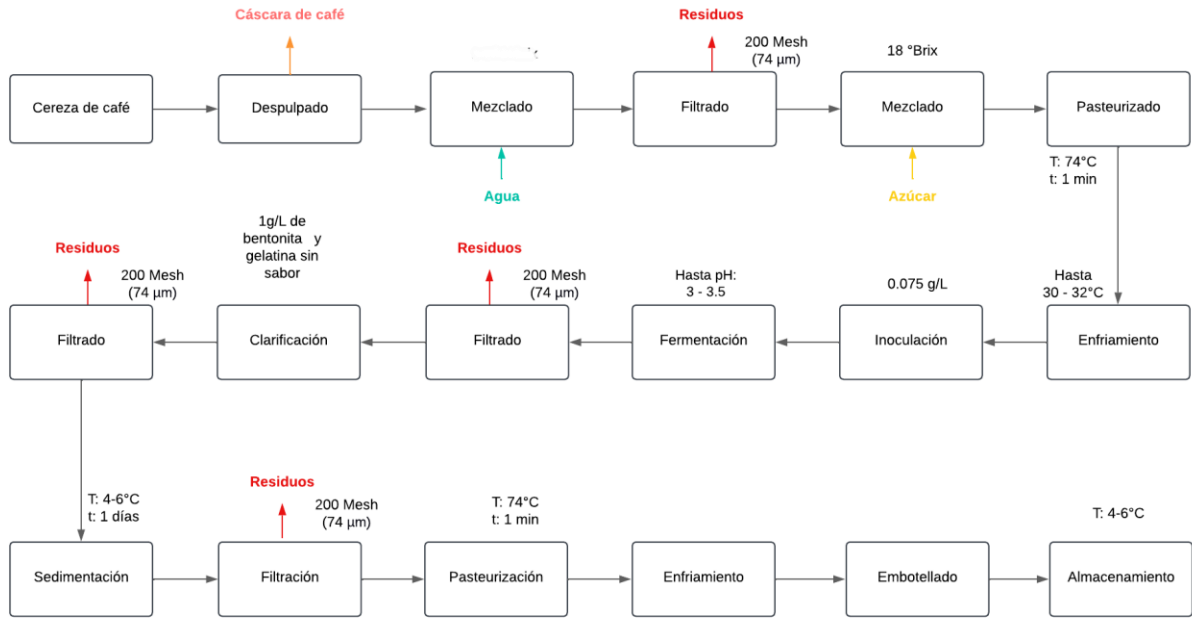 Cáscara de café
Residuos
200 Mesh
(74 µm)
18 °Brix
Cereza de café
Despulpado
Mezclado
Filtrado
Mezclado
Pasteurizado
Agua
Azúcar
T: 74°C
t: 1 min
Residuos
200 Mesh
(74 µm)
1g/L de
bentonita y
gelatina sin
sabor
Residuos
200 Mesh
(74 µm)
Hasta pH:
3 - 3.5
0.075 g/L
Hasta
30 - 32°C
Filtrado
Clarificación
Filtrado
Fermentación
Inoculación
Enfriamiento
T: 4-6°C
t: 1 días
Residuos
200 Mesh
(74 µm)
T: 74°C
t: 1 min
T: 4-6°C
Sedimentación
Filtración
Pasteurización
Enfriamiento
Embotellado
Almacenamiento